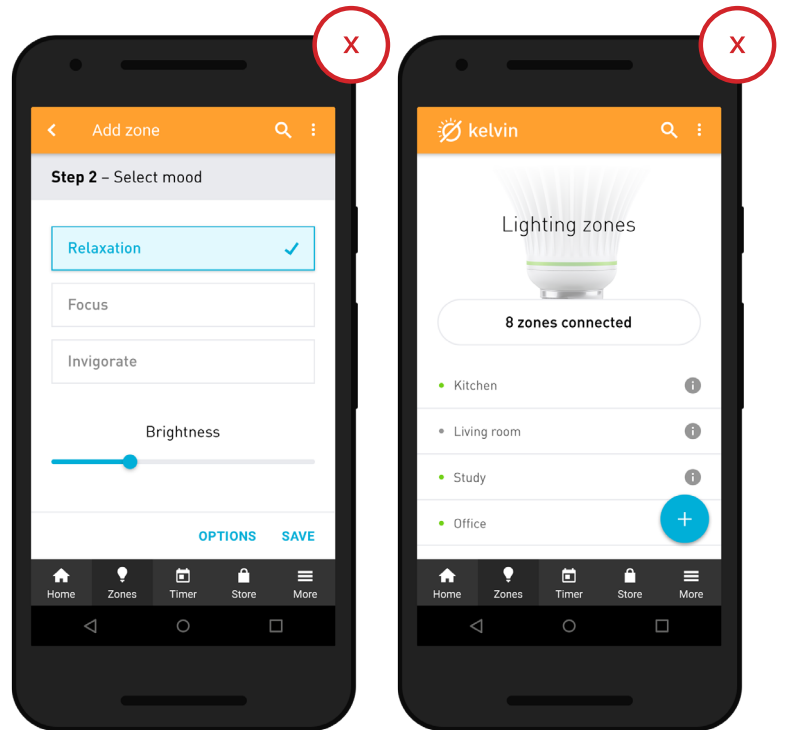 X
Add zone
Step 2 – Select mood
Relaxation
Focus
Invigorate
Brightness
OPTIONS SAVE
Home Zones Timer Store More
X
kelvin
Lighting zones
8 zones connected
Kitchen
Living room
Study
Office
Home Zones Timer Store More